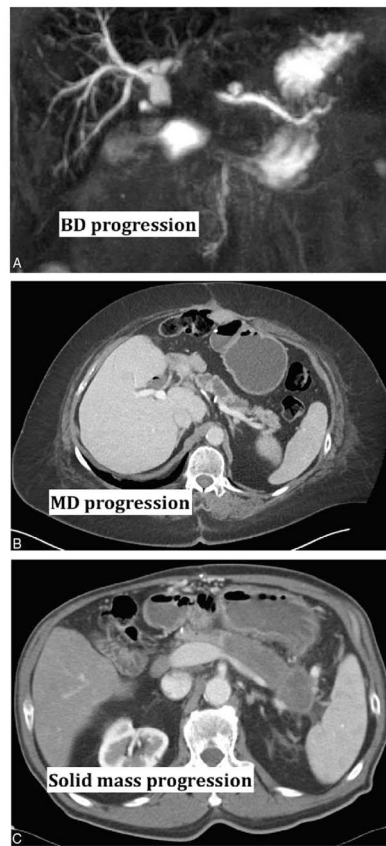 BD progression
A
MD progression
B
Solid mass progression
C